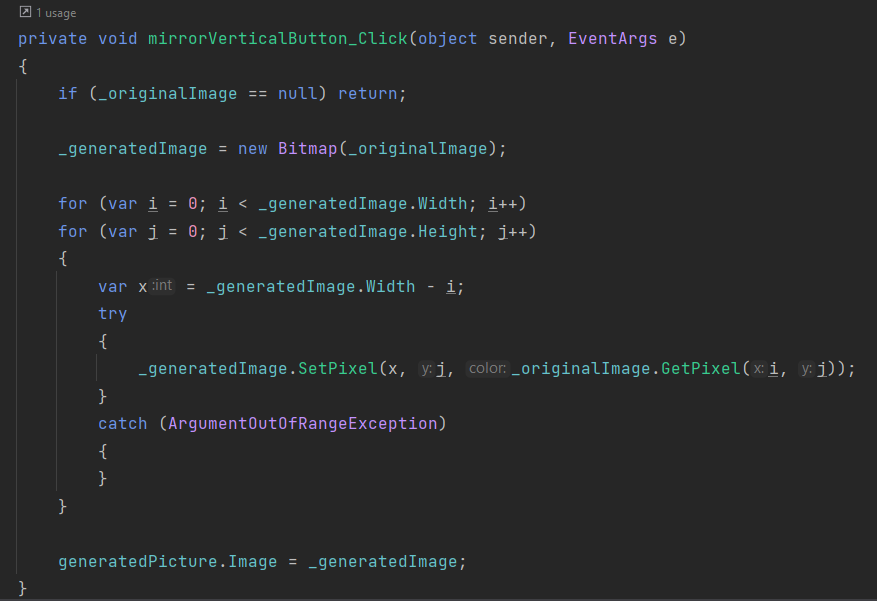 1 usage
private void mirrorVerticalButton_Click(object sender, EventArgs e)
{
    if (_originalImage == null) return;

    _generatedImage = new Bitmap(_originalImage);

    for (var i = 0; i < _generatedImage.Width; i++)
    for (var j = 0; j < _generatedImage.Height; j++)
    {
        var x :int = _generatedImage.Width - i;
        try
        {
            _generatedImage.SetPixel(x, y: j, color: _originalImage.GetPixel(x: i, y: j));
        }
        catch (ArgumentOutOfRangeException)
        {
        }
    }

    generatedPicture.Image = _generatedImage;
}